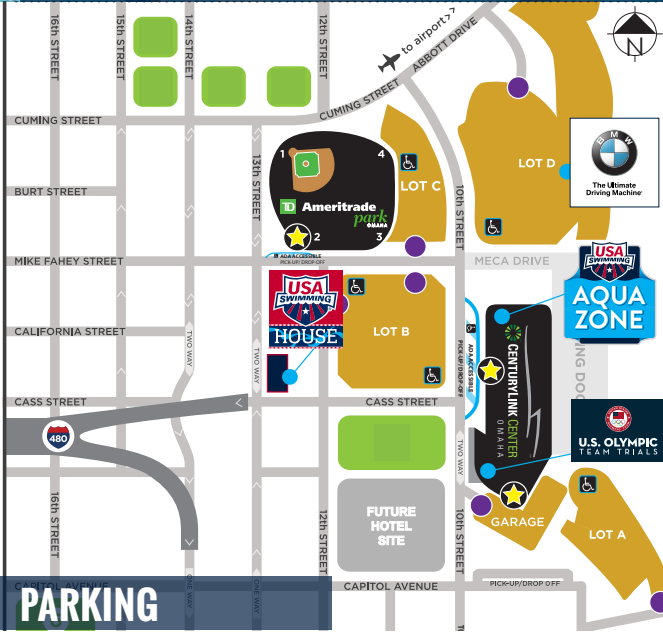 16th STREET
15th STREET
14th STREET
12th STREET
to airport>>
ABBOTT DRIVE
N
CUMING STREET
CUMING STREET
13th STREET
1
4
LOT C
10th STREET
LOT D
BMW
The Ultimate
Driving Machine
BURT STREET
TD Ameritrade
park
OMAHA
2
3
ADA ACCESSIBLE
PICK-UP/DROP-OFF
MIKE FAHEY STREET
MECA DRIVE
USA
SWIMMING
AQUA
ZONE
USA
SWIMMING
HOUSE
LOT B
CALIFORNIA STREET
TWO WAY
TWO WAY
ADA ACCESSIBLE
PICK-UP/DROP-OFF
CENTURYLINK CENTER
OMAHA
ING DOC
CASS STREET
CASS STREET
480
U.S. OLYMPIC
TEAM TRIALS
TWO WAY
16th STREET
12th STREET
FUTURE
HOTEL
SITE
10th STREET
GARAGE
LOT A
CAPITOL AVENUE
ONE WAY
ONE WAY
CAPITOL AVENUE
PICK-UP/DROP OFF
PARKING